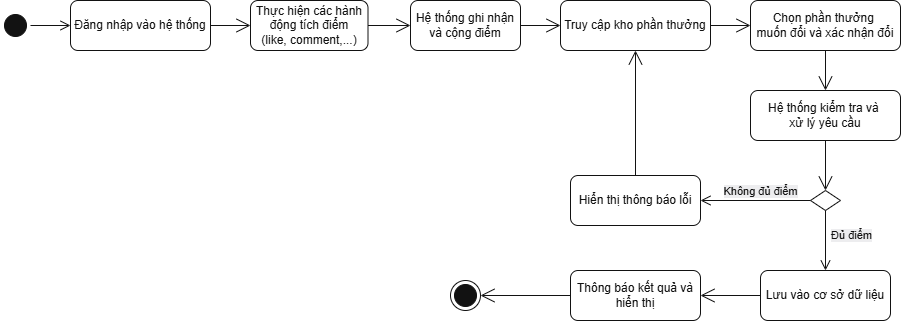 Đăng nhập vào hệ thống
Thực hiện các hành
động tích điểm
(like, comment,...)
Hệ thống ghi nhận
và cộng điểm
Truy cập kho phần thưởng
Chọn phần thưởng
muốn đổi và xác nhận đổi
Hệ thống kiểm tra và
xử lý yêu cầu
Không đủ điểm
Hiển thị thông báo lỗi
Đủ điểm
Lưu vào cơ sở dữ liệu
Thông báo kết quả và
hiển thị